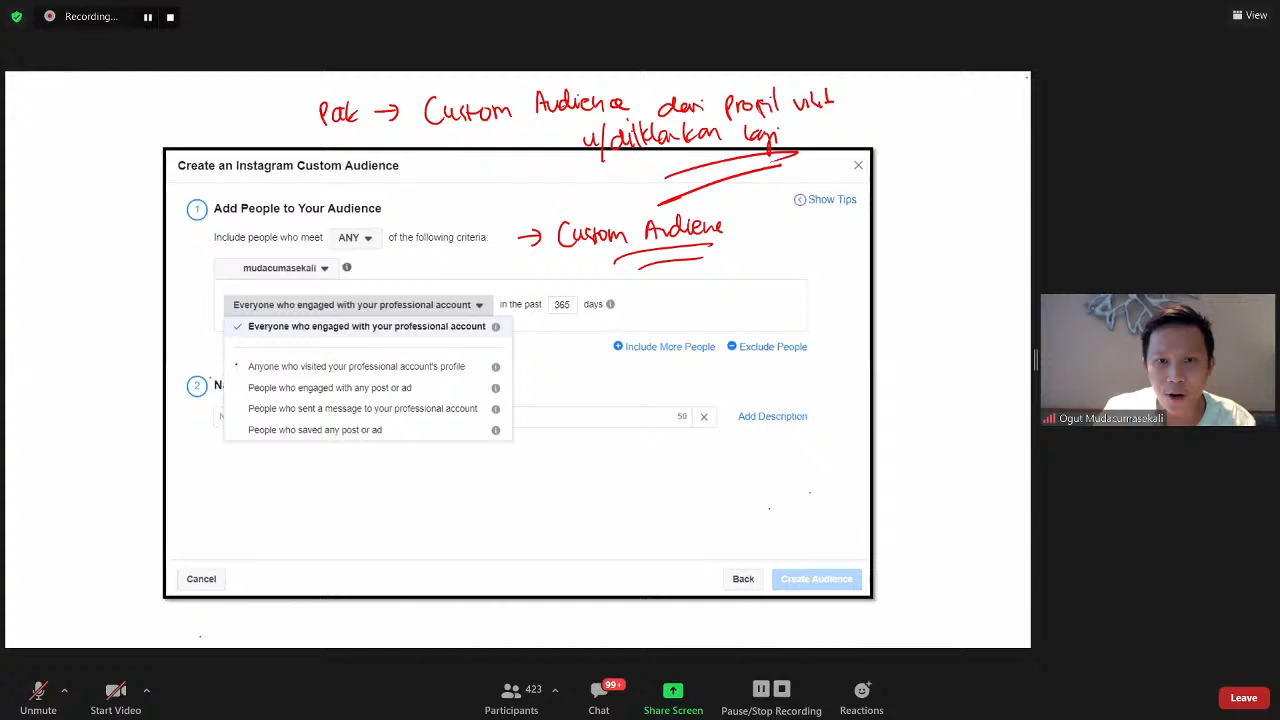 Recording...
View
Pak → Custom Audience dari profil visit
u/diiklankan lagi
Create an Instagram Custom Audience
1 Add People to Your Audience
Show Tips
Include people who meet ANY of the following criteria:
→ Custom Audiene
mudacumasekali
Everyone who engaged with your professional account in the past 365 days
Everyone who engaged with your professional account
Include More People Exclude People
Anyone who visited your professional account's profile
2 Na
People who engaged with any post or ad
People who sent a message to your professional account
N 50 Add Description
People who saved any post or ad
Cancel Back Create Audience
Ogut Mudacumasekali
Unmute
Start Video
423
Participants
99+
Chat
Share Screen
Pause/Stop Recording
Reactions
Leave